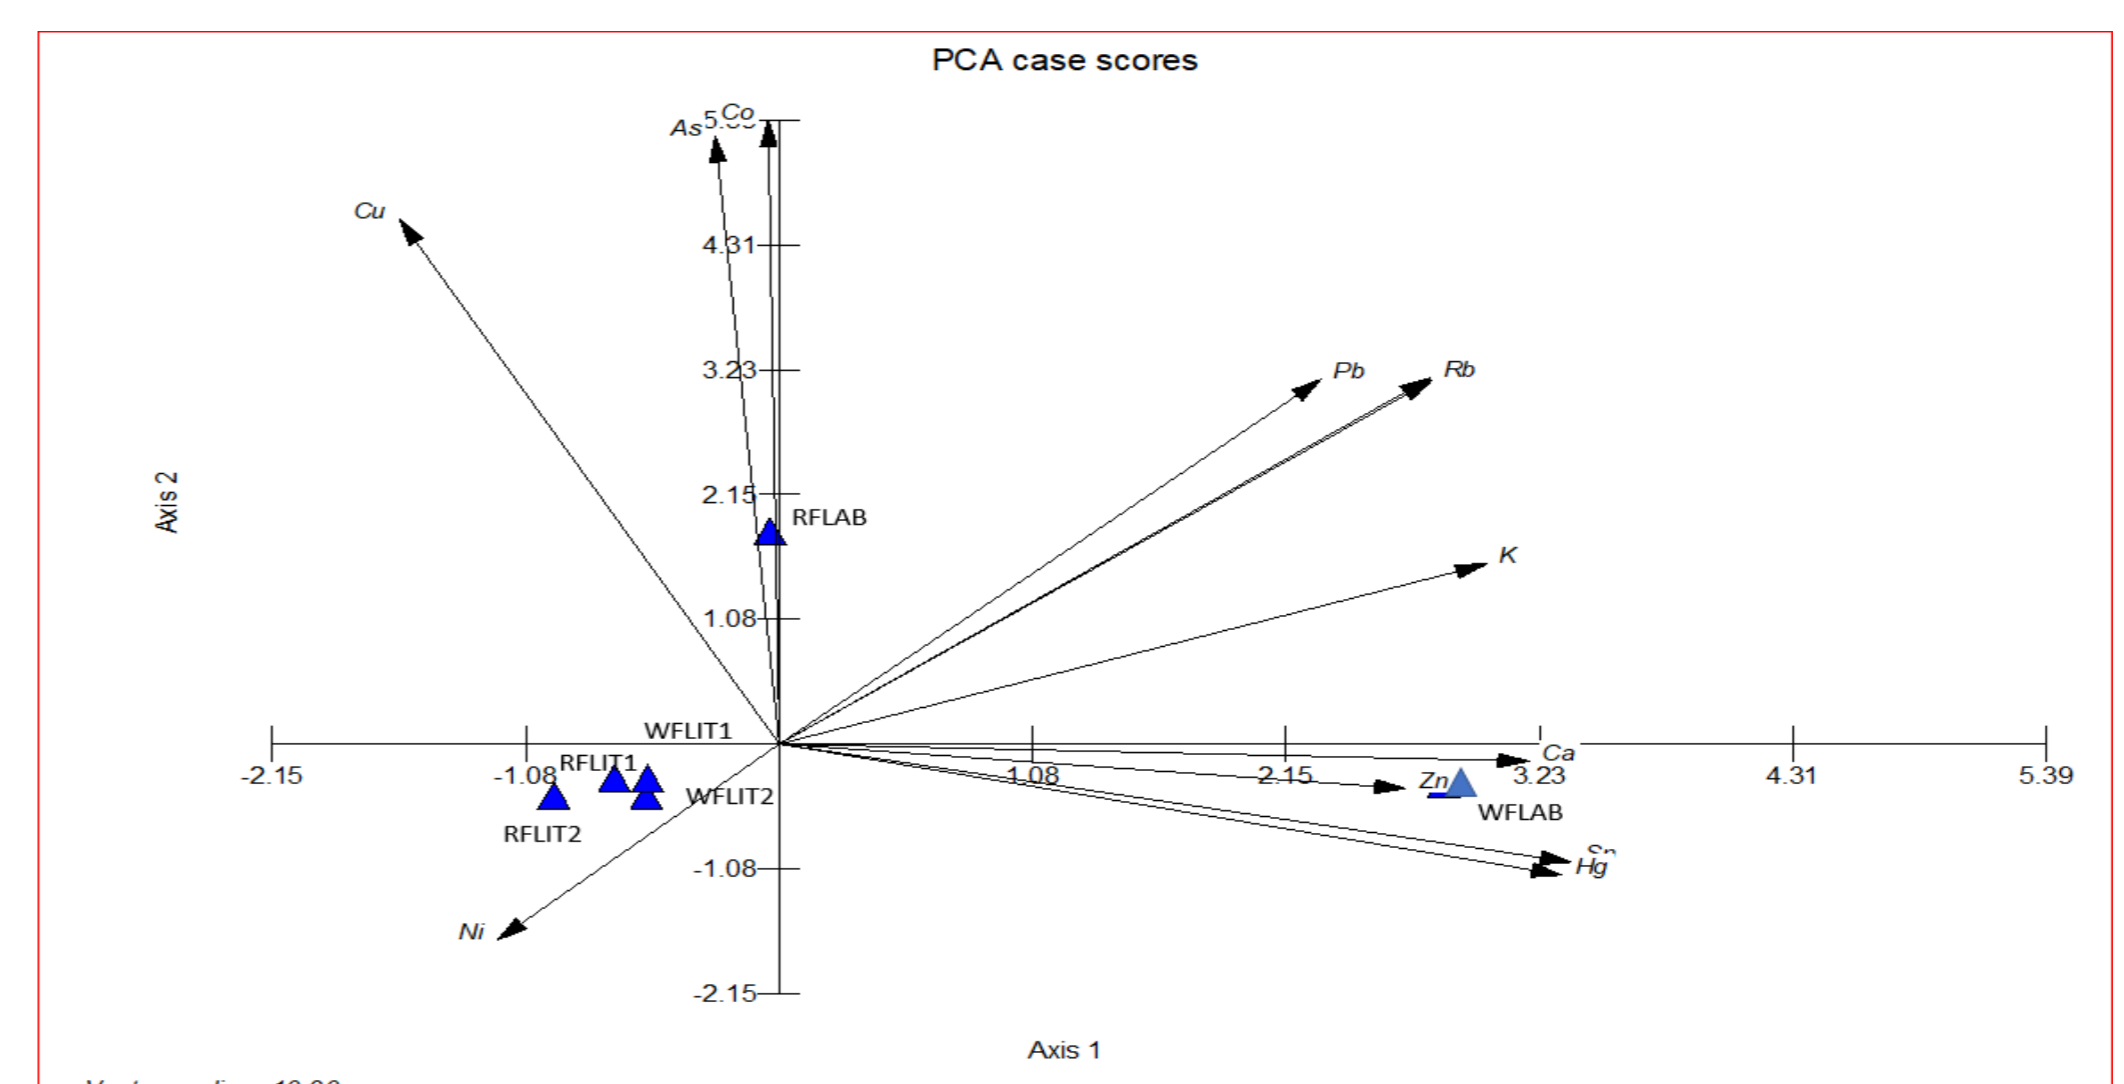 PCA case scores
Co
As
Cu
4.31
3.23
Pb
Rb
2.15
RFLAB
Axis 2
K
1.08
WFLIT1
-2.15
-1.08
RFLIT1
1.08
2.15
3.23
4.31
5.39
Ca
Zn
WFLIT2
WFLAB
RFLIT2
-1.08
Hg
Ni
-2.15
Axis 1